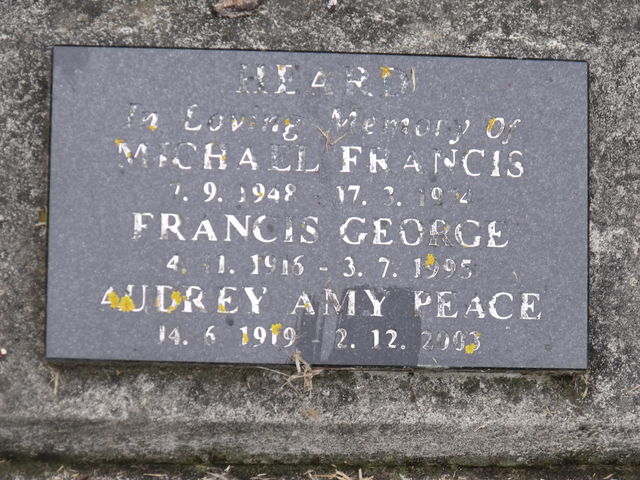 HEARD
In Loving Memory of
MICHAEL FRANCIS
9. 1948 17. 3.
FRANCIS GEORGE
4. 11. 1916 - 3. 7. 1995
AUDREY AMY PEACE
14. 6. 1919 - 2. 12. 2003